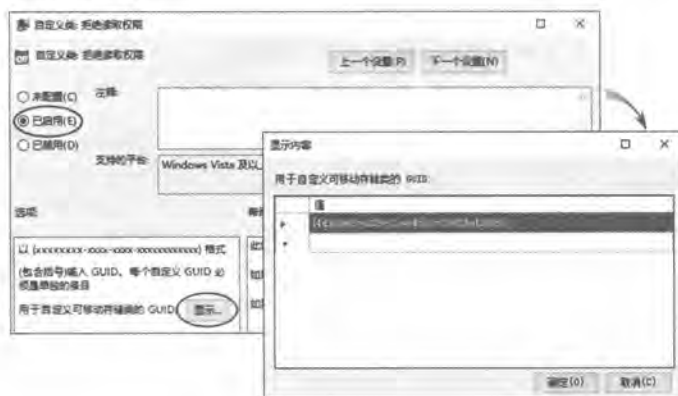 自定义类: 拒绝读取权限
自定义类: 拒绝读取权限
上一个设置(P)
下一个设置(N)
未配置(C)
注释:
已启用(E)
已禁用(D)
支持的平台:
Windows Vista 及以
选项:
以 {xxxxxxxx-xxxx-xxxx-xxxxxxxxxxxx} 格式
(包含括号)输入 GUID。每个自定义 GUID 必
须是单独的条目
用于自定义可移动存储类的 GUID
显示...
显示内容
用于自定义可移动存储类的 GUID:
值
确定(O)
取消(C)